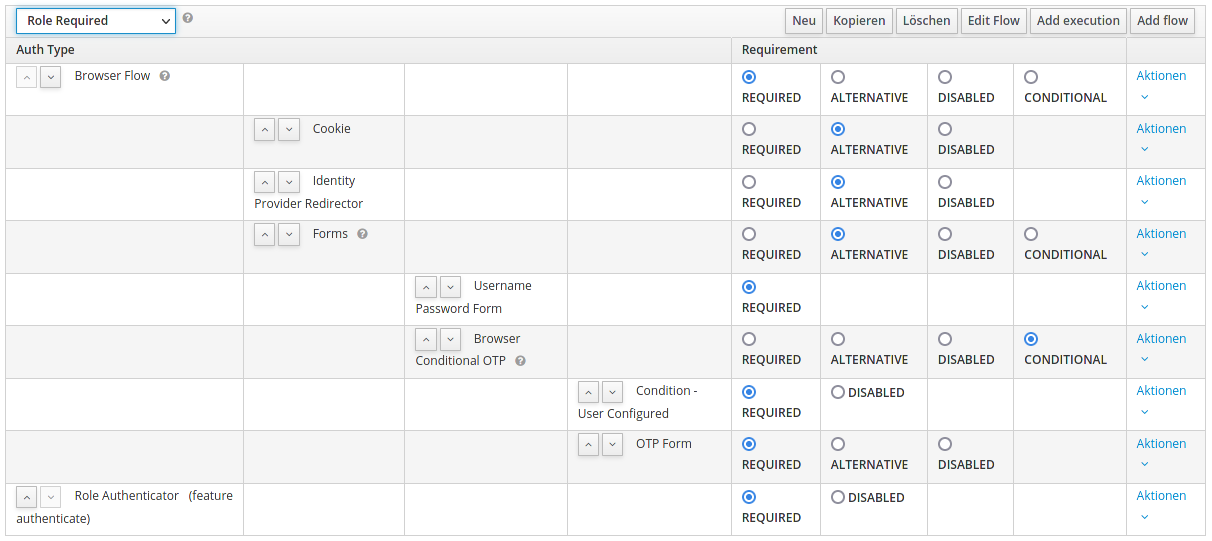 Role Required
Neu Kopieren Löschen Edit Flow Add execution Add flow
Auth Type Requirement
Browser Flow Aktionen
REQUIRED ALTERNATIVE DISABLED CONDITIONAL
Cookie Aktionen
REQUIRED ALTERNATIVE DISABLED
Identity Aktionen
Provider Redirector REQUIRED ALTERNATIVE DISABLED
Forms Aktionen
REQUIRED ALTERNATIVE DISABLED CONDITIONAL
Username Aktionen
Password Form REQUIRED
Browser Aktionen
Conditional OTP REQUIRED ALTERNATIVE DISABLED CONDITIONAL
Condition - DISABLED Aktionen
User Configured REQUIRED
OTP Form Aktionen
REQUIRED ALTERNATIVE DISABLED
Role Authenticator (feature DISABLED Aktionen
authenticate) REQUIRED